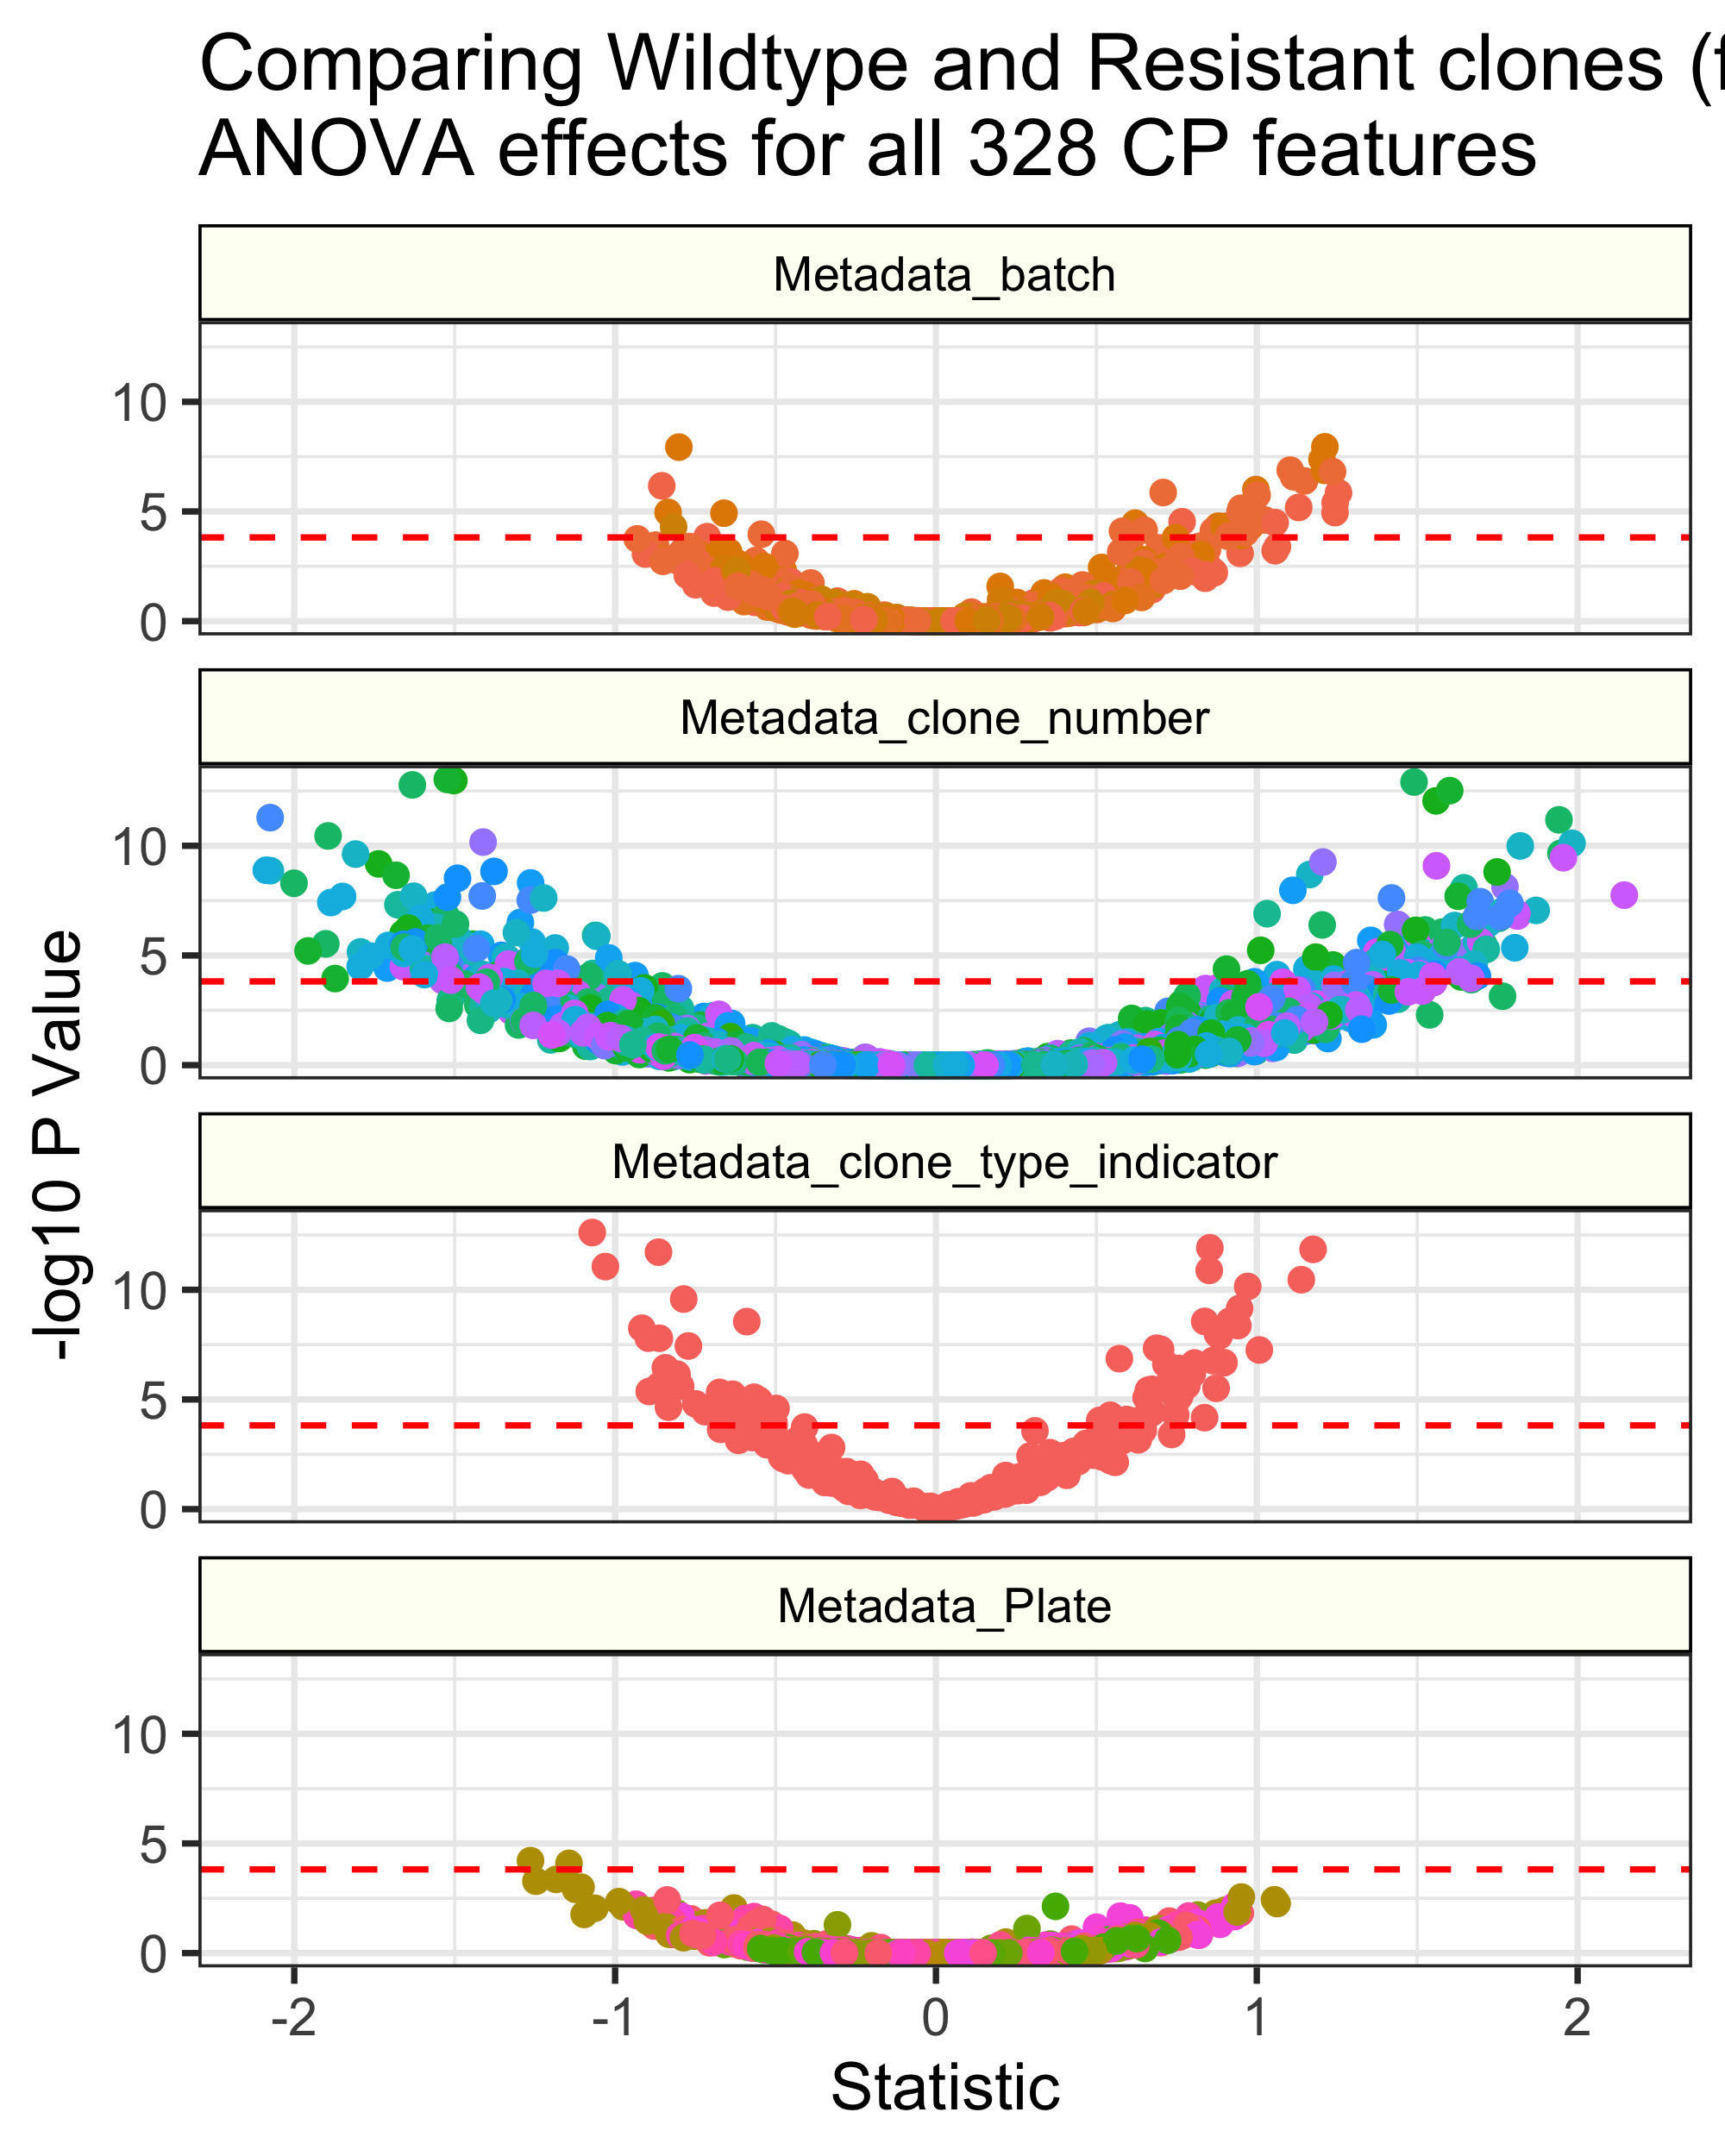 Comparing Wildtype and Resistant clones (f
ANOVA effects for all 328 CP features
Metadata_batch
10
5
0
Metadata_clone_number
10
5
0
Metadata_clone_type_indicator
10
5
0
Metadata_Plate
10
5
0
-2
-1
0
1
2
Statistic
-log10 P Value